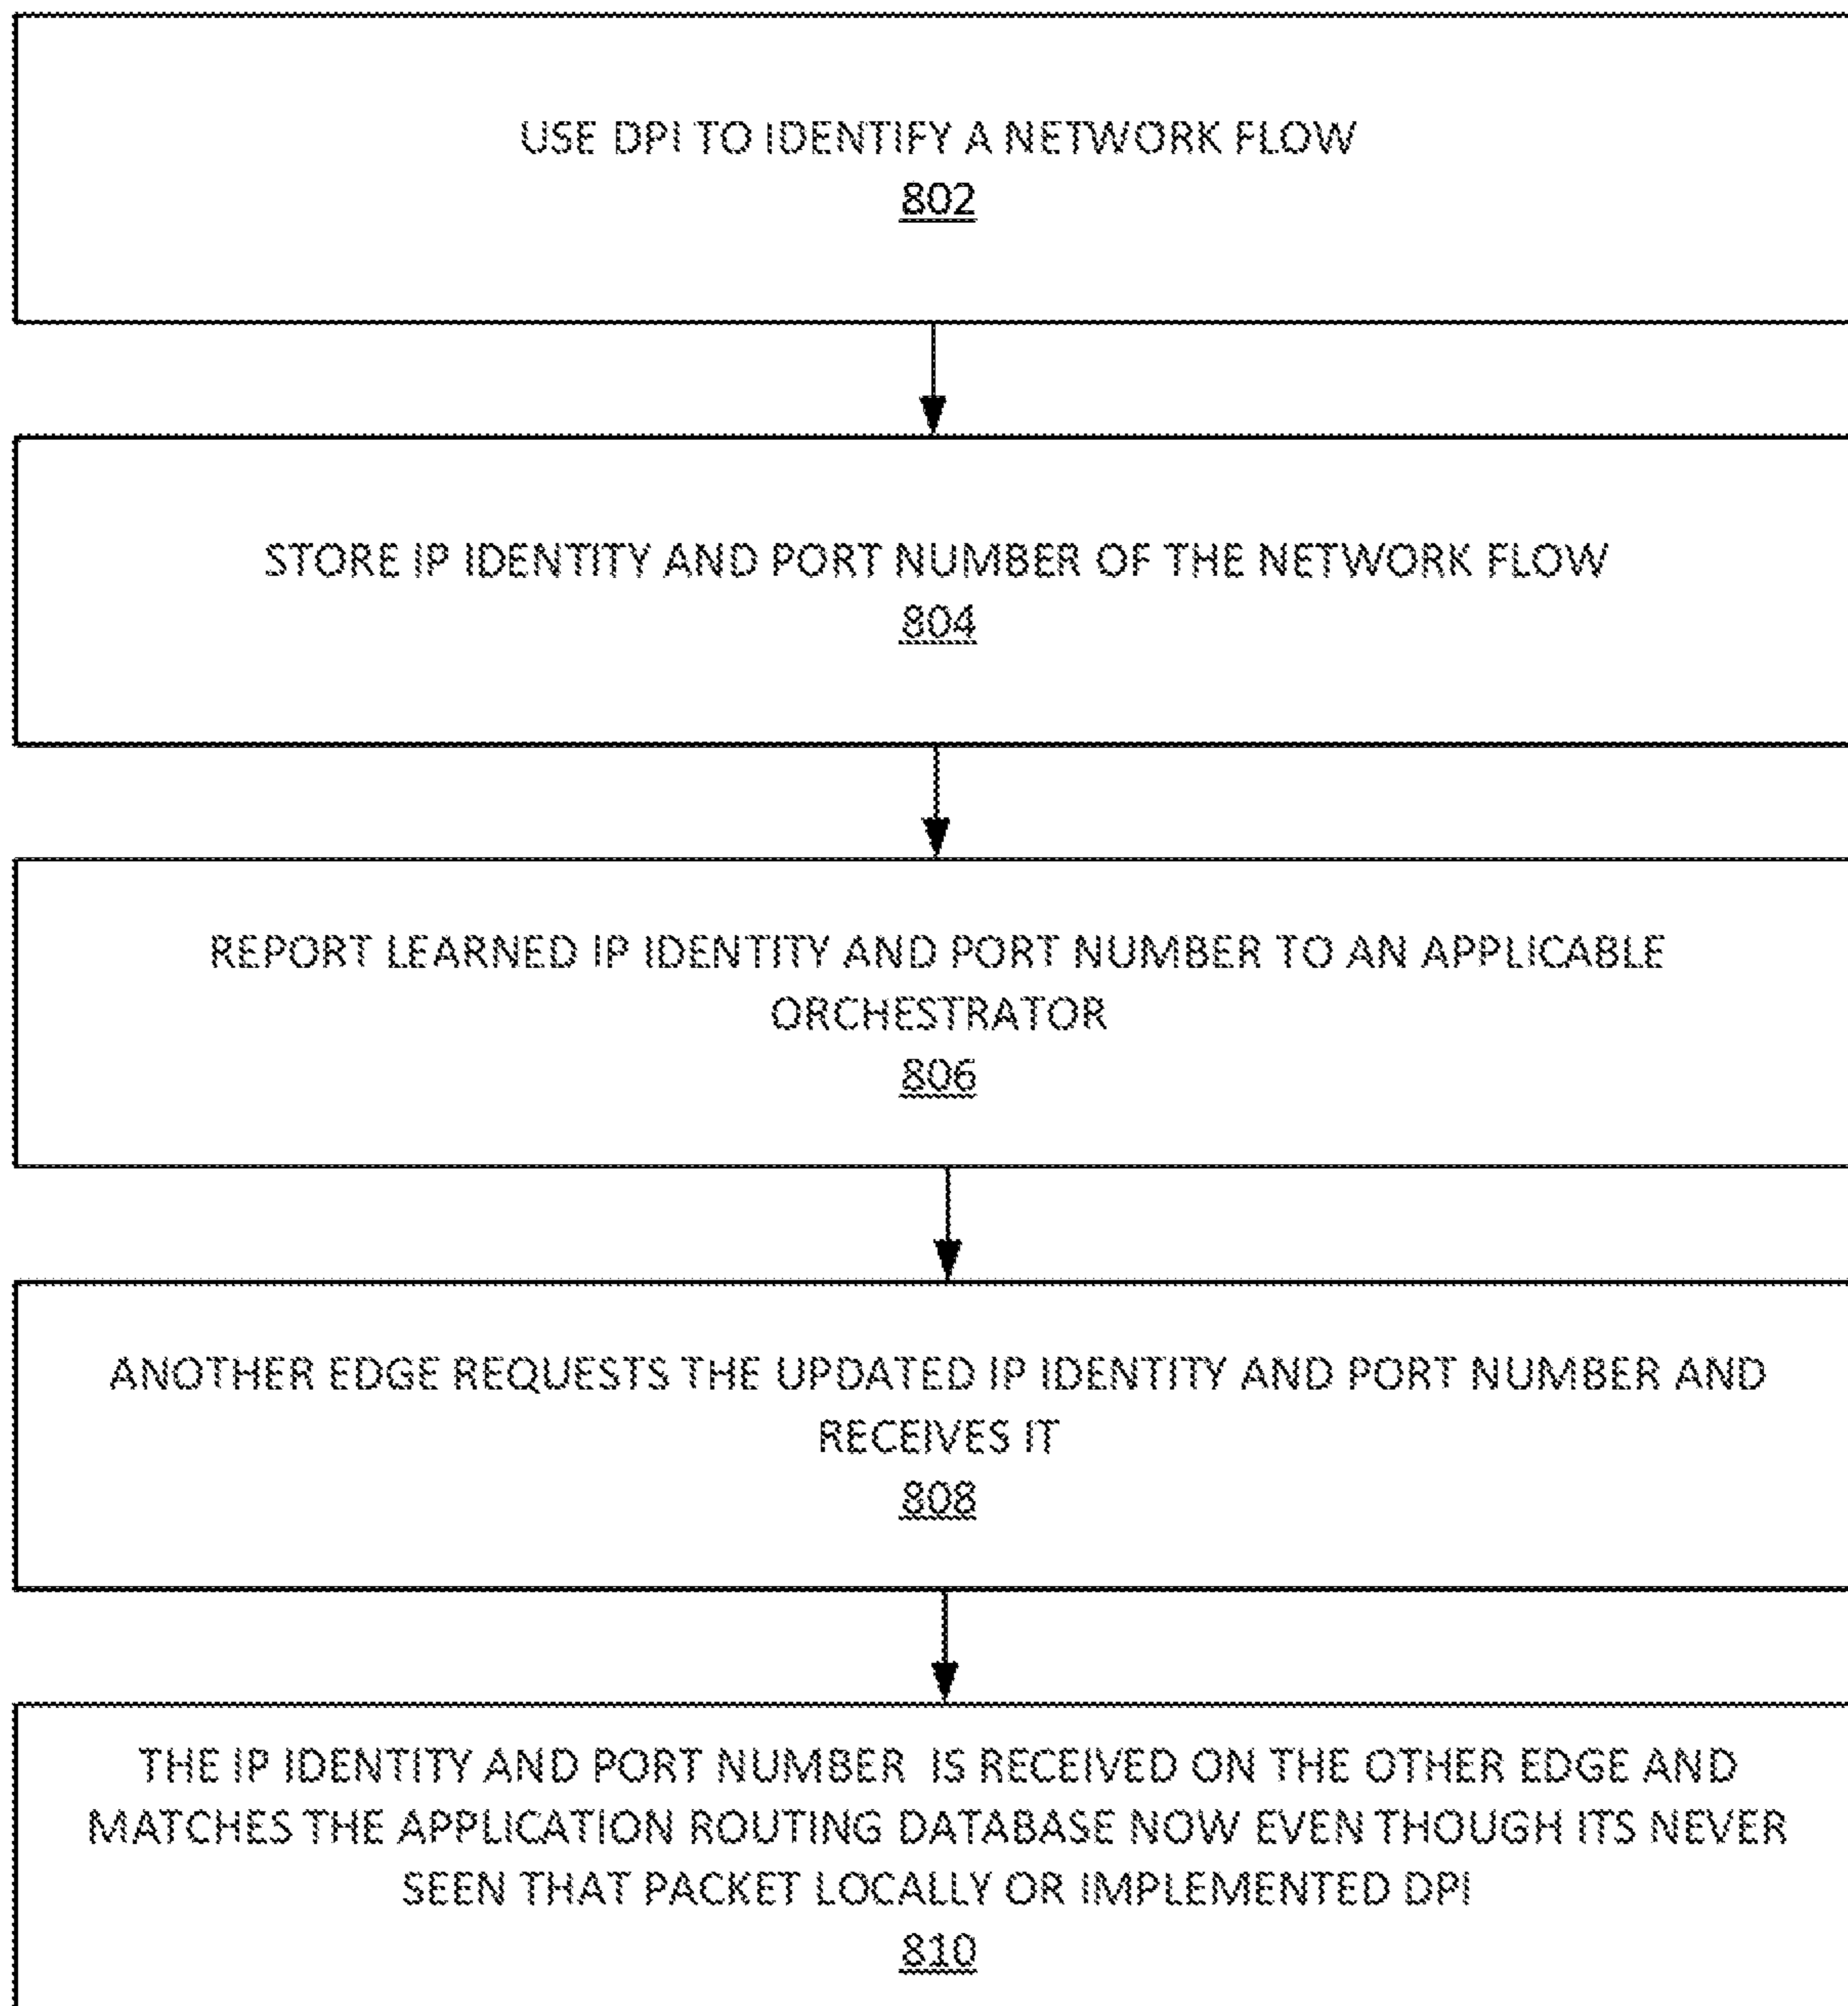 USE DPI TO IDENTIFY A NETWORK FLOW
802
STORE IP IDENTITY AND PORT NUMBER OF THE NETWORK FLOW
804
REPORT LEARNED IP IDENTITY AND PORT NUMBER TO AN APPLICABLE
ORCHESTRATOR
806
ANOTHER EDGE REQUESTS THE UPDATED IP IDENTITY AND PORT NUMBER AND
RECEIVES IT
808
THE IP IDENTITY AND PORT NUMBER IS RECEIVED ON THE OTHER EDGE AND
MATCHES THE APPLICATION ROUTING DATABASE NOW EVEN THOUGH ITS NEVER
SEEN THAT PACKET LOCALLY OR IMPLEMENTED DPI
810